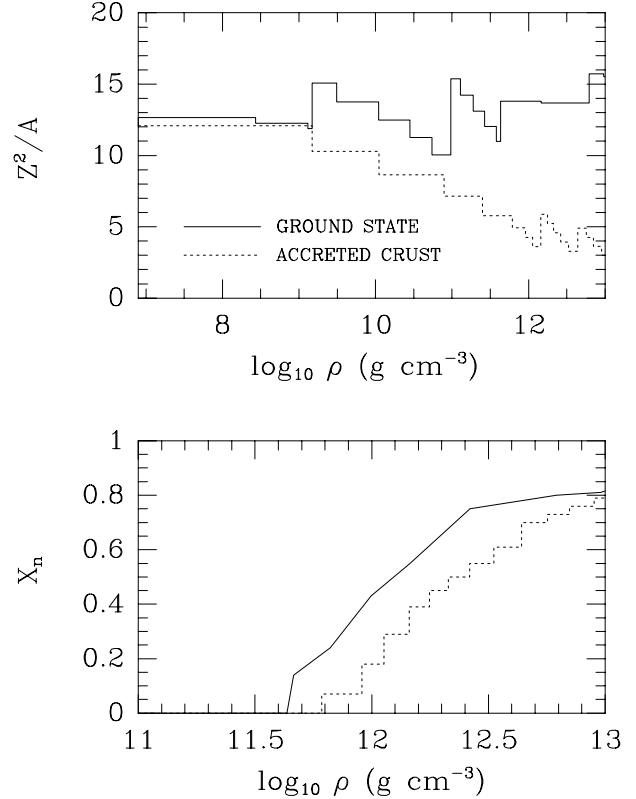 20
15
10
5
0
Z²/A
GROUND STATE
ACCRETED CRUST
8 10 12
log₁₀ ρ (g cm⁻³)
1
0.8
0.6
0.4
0.2
0
Xₙ
11 11.5 12 12.5 13
log₁₀ ρ (g cm⁻³)